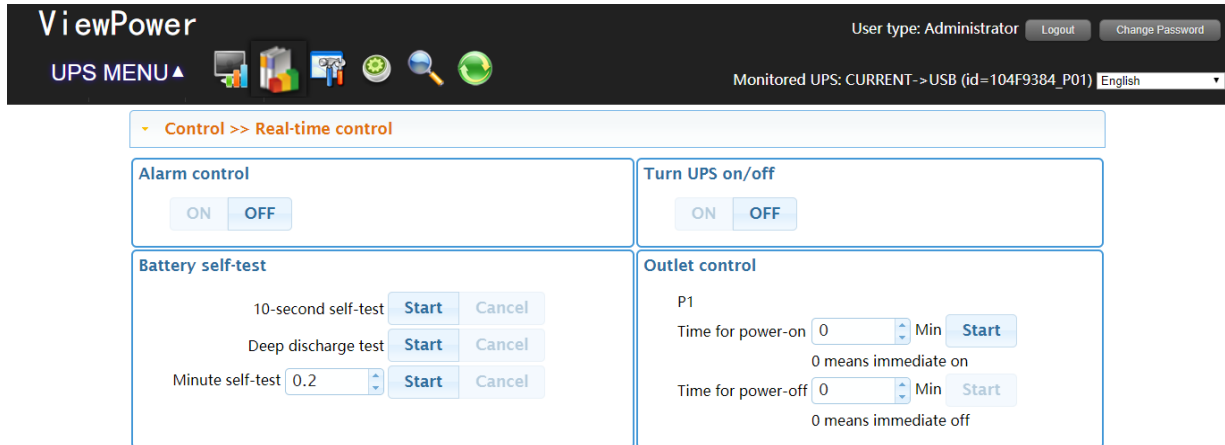 ViewPower
User type: Administrator Logout Change Password
UPS MENU▲
Monitored UPS: CURRENT->USB (id=104F9384_P01) English
Control >> Real-time control
Alarm control
ON OFF
Turn UPS on/off
ON OFF
Battery self-test
10-second self-test Start Cancel
Deep discharge test Start Cancel
Minute self-test 0.2 Start Cancel
Outlet control
P1
Time for power-on 0 Min Start
0 means immediate on
Time for power-off 0 Min Start
0 means immediate off